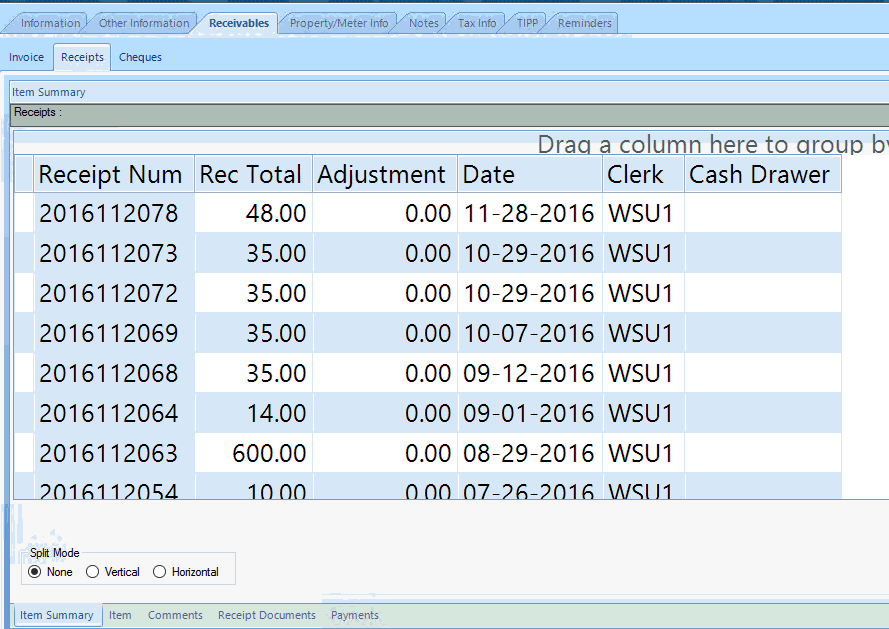 Information Other Information Receivables Property/Meter Info Notes Tax Info TIPP Reminders
Invoice Receipts Cheques
Item Summary
Receipts :
Drag a column here to group by
Receipt Num Rec Total Adjustment Date Clerk Cash Drawer
2016112078 48.00 0.00 11-28-2016 WSU1
2016112073 35.00 0.00 10-29-2016 WSU1
2016112072 35.00 0.00 10-29-2016 WSU1
2016112069 35.00 0.00 10-07-2016 WSU1
2016112068 35.00 0.00 09-12-2016 WSU1
2016112064 14.00 0.00 09-01-2016 WSU1
2016112063 600.00 0.00 08-29-2016 WSU1
2016112054 10.00 0.00 07-26-2016 WSU1
Split Mode
None Vertical Horizontal
Item Summary Item Comments Receipt Documents Payments